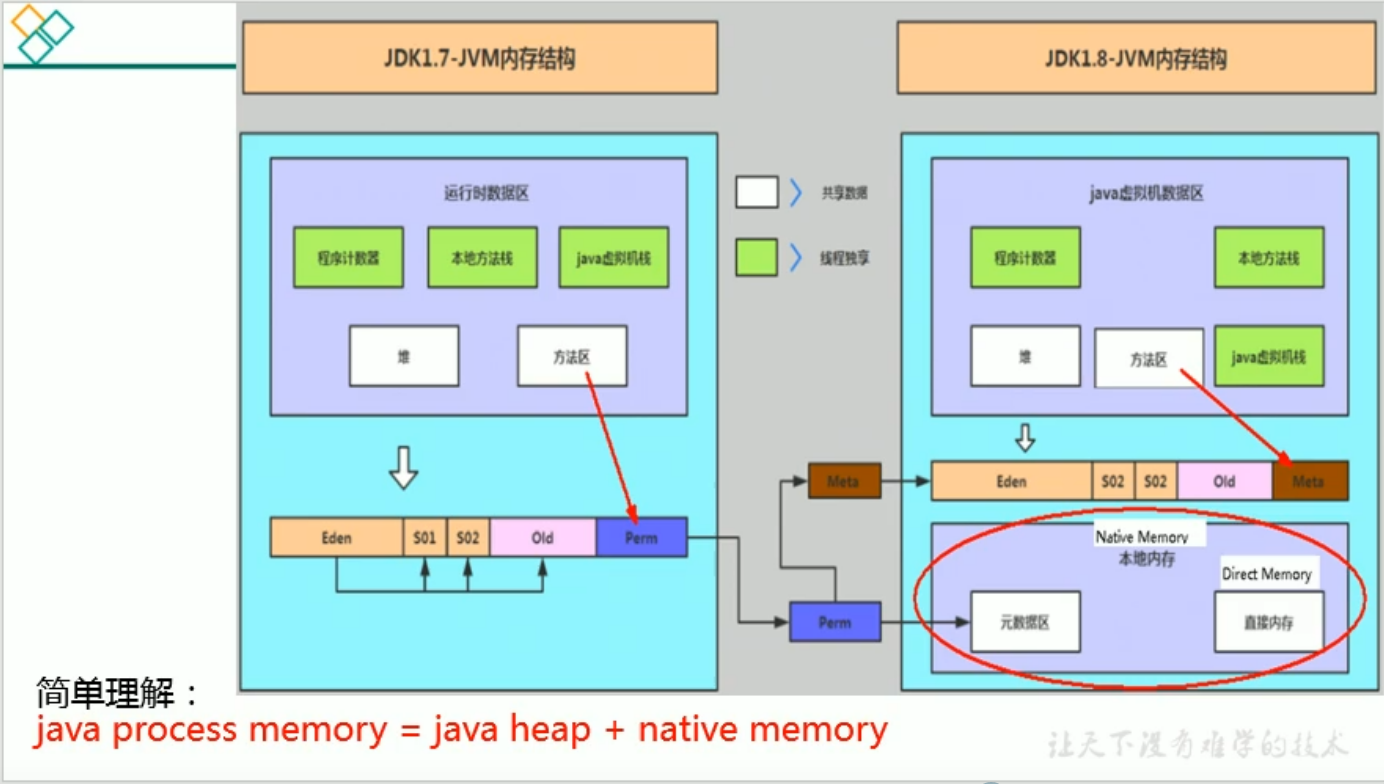 JDK1.7-JVM内存结构
运行时数据区
程序计数器
本地方法栈
java虚拟机栈
堆
方法区
Eden
S01
S02
Old
Perm
共享数据
线程独享
Meta
Perm
JDK1.8-JVM内存结构
java虚拟机数据区
程序计数器
本地方法栈
堆
方法区
java虚拟机栈
Eden
S02
S02
Old
Meta
Native Memory
本地内存
Direct Memory
元数据区
直接内存
简单理解：
java process memory = java heap + native memory
让天下没有难学的技术